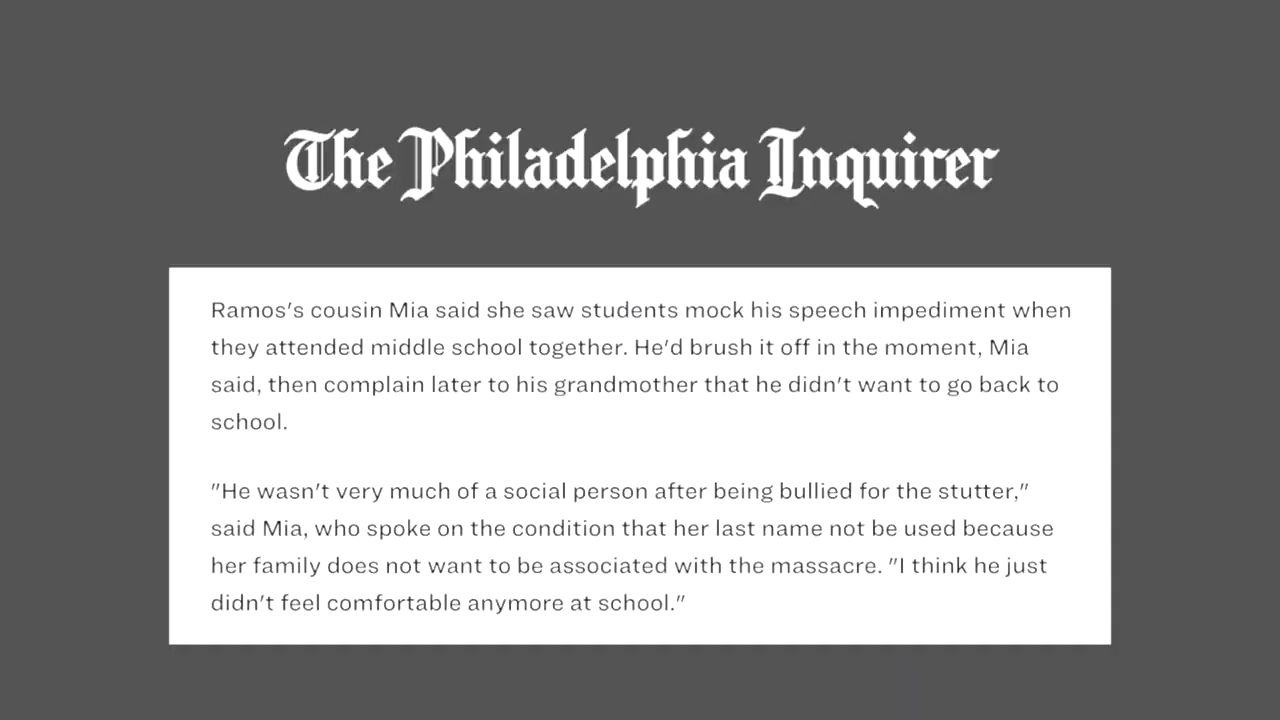 The Philadelphia Inquirer
Ramos's cousin Mia said she saw students mock his speech impediment when
they attended middle school together. He'd brush it off in the moment, Mia
said, then complain later to his grandmother that he didn't want to go back to
school.
"He wasn't very much of a social person after being bullied for the stutter,"
said Mia, who spoke on the condition that her last name not be used because
her family does not want to be associated with the massacre. "I think he just
didn't feel comfortable anymore at school."